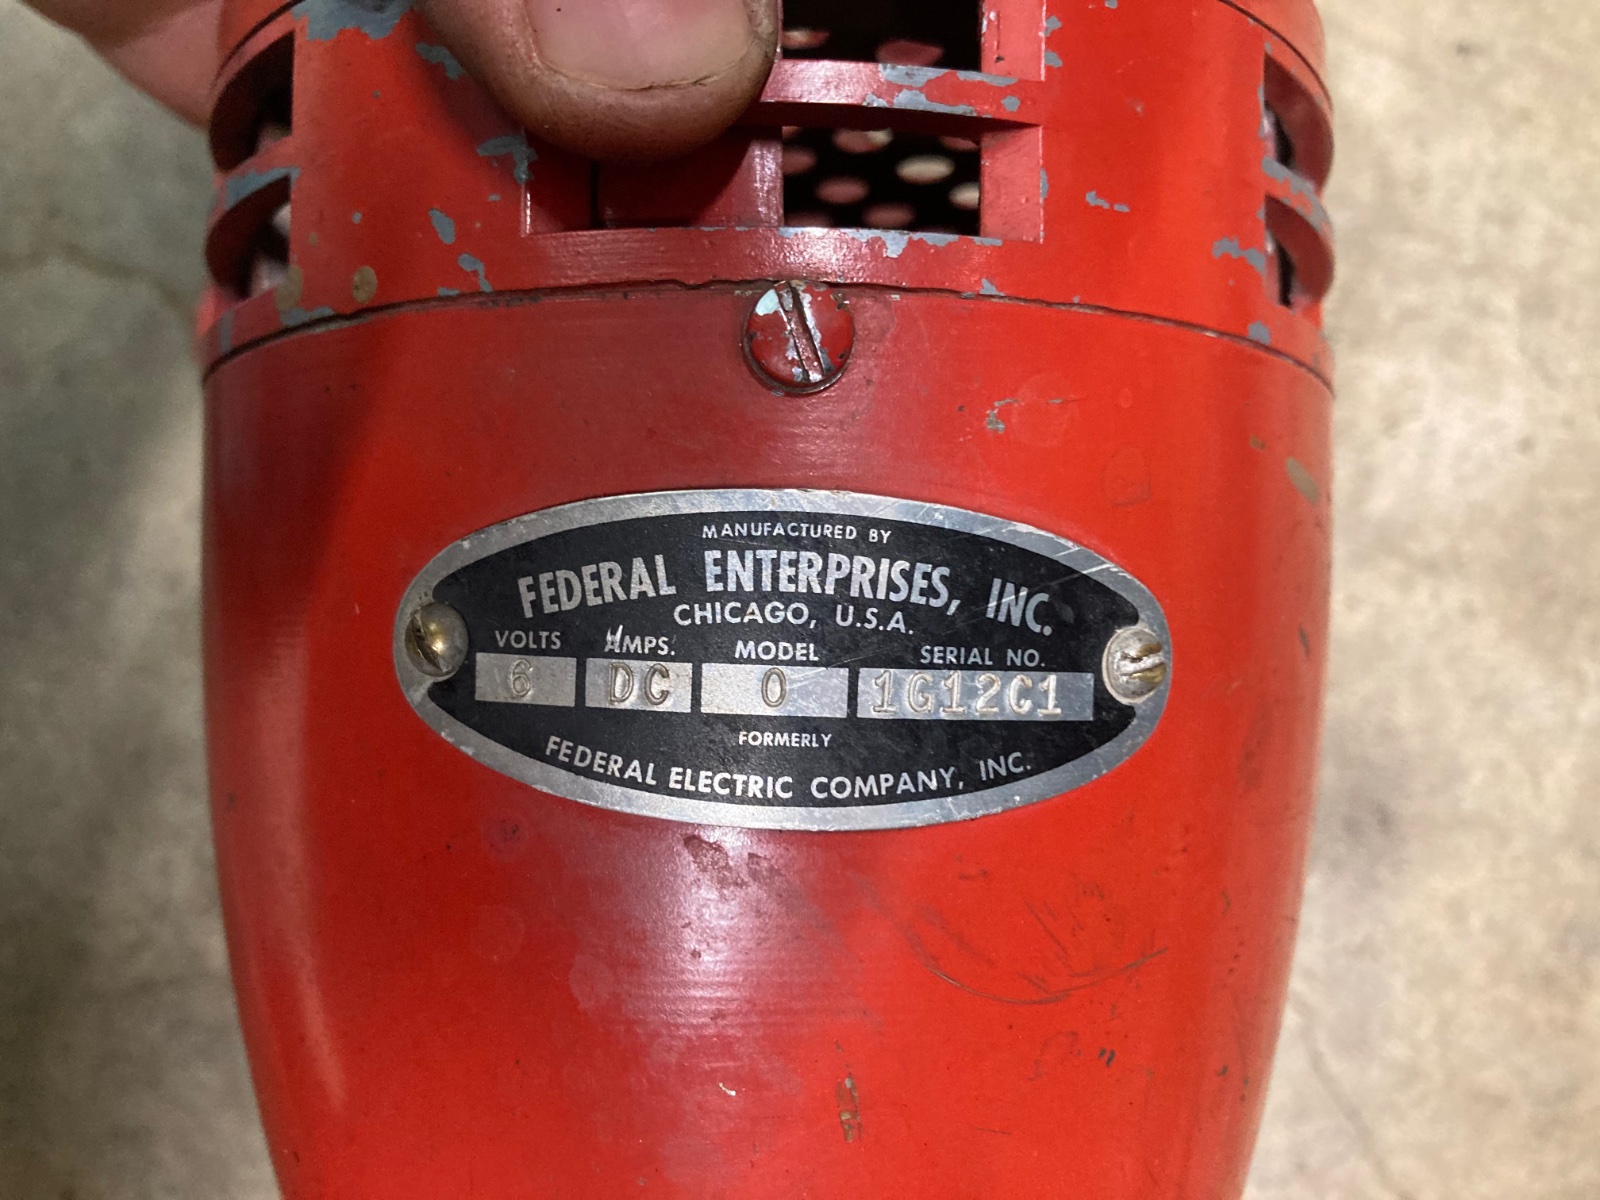 MANUFACTURED BY
FEDERAL ENTERPRISES, INC.
CHICAGO, U.S.A.
VOLTS AMPS. MODEL SERIAL NO.
6 DC 0 1G12C1
FORMERLY
FEDERAL ELECTRIC COMPANY, INC.